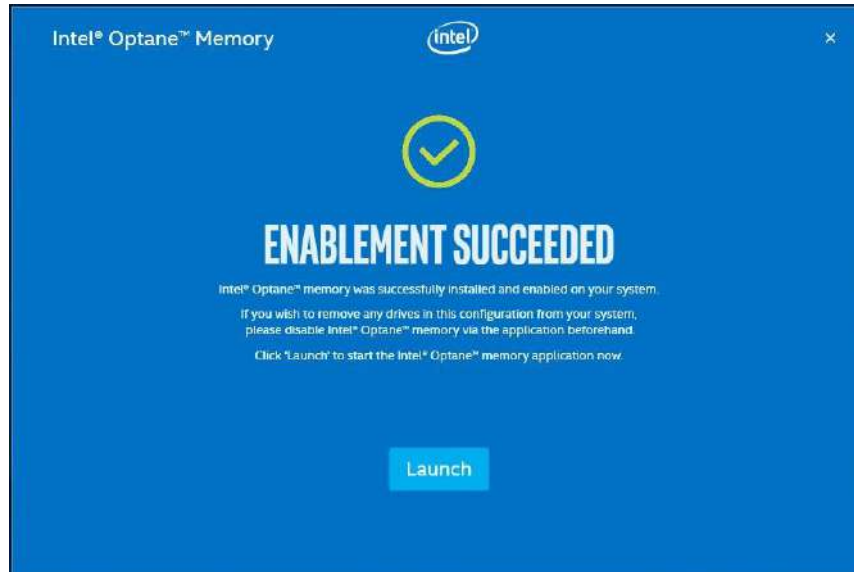 Intel® Optane™ Memory
intel
×
ENABLEMENT SUCCEEDED
Intel® Optane™ memory was successfully installed and enabled on your system.
If you wish to remove any drives in this configuration from your system,
please disable Intel® Optane™ memory via the application beforehand.
Click 'Launch' to start the Intel® Optane™ memory application now.
Launch